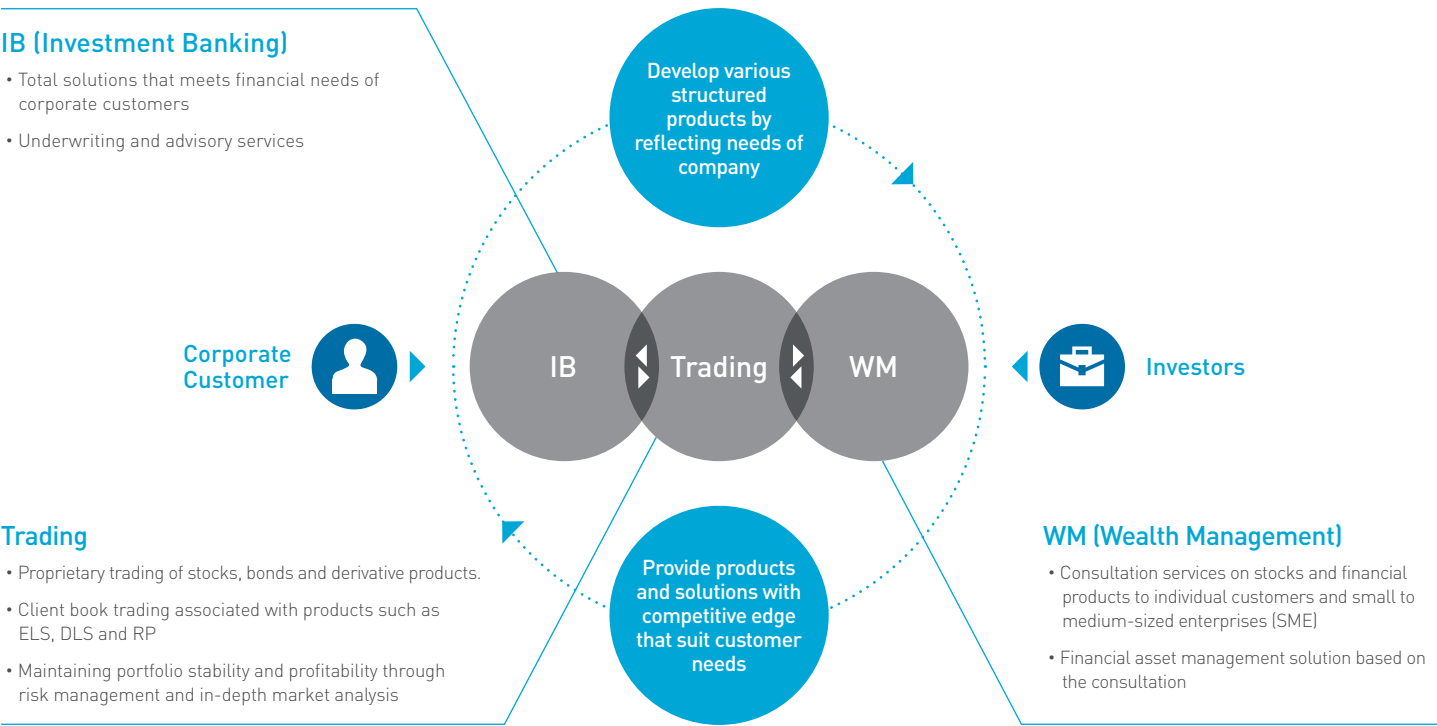 IB (Investment Banking)
• Total solutions that meets financial needs of
corporate customers
• Underwriting and advisory services
Develop various
structured
products by
reflecting needs of
company
Corporate
Customer
IB
Trading
WM
Investors
Trading
• Proprietary trading of stocks, bonds and derivative products.
• Client book trading associated with products such as
ELS, DLS and RP
• Maintaining portfolio stability and profitability through
risk management and in-depth market analysis
Provide products
and solutions with
competitive edge
that suit customer
needs
WM (Wealth Management)
• Consultation services on stocks and financial
products to individual customers and small to
medium-sized enterprises (SME)
• Financial asset management solution based on
the consultation